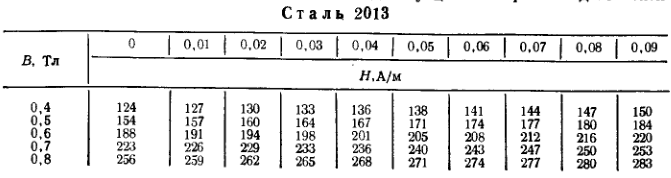 Сталь 2013
В, Тл 0 0,01 0,02 0,03 0,04 0,05 0,06 0,07 0,08 0,09
Н, А/м
0,4 124 127 130 133 136 138 141 144 147 150
0,5 154 157 160 164 167 171 174 177 180 184
0,6 188 191 194 198 201 205 208 212 216 220
0,7 223 226 229 233 236 240 243 247 250 253
0,8 256 259 262 265 268 271 274 277 280 283